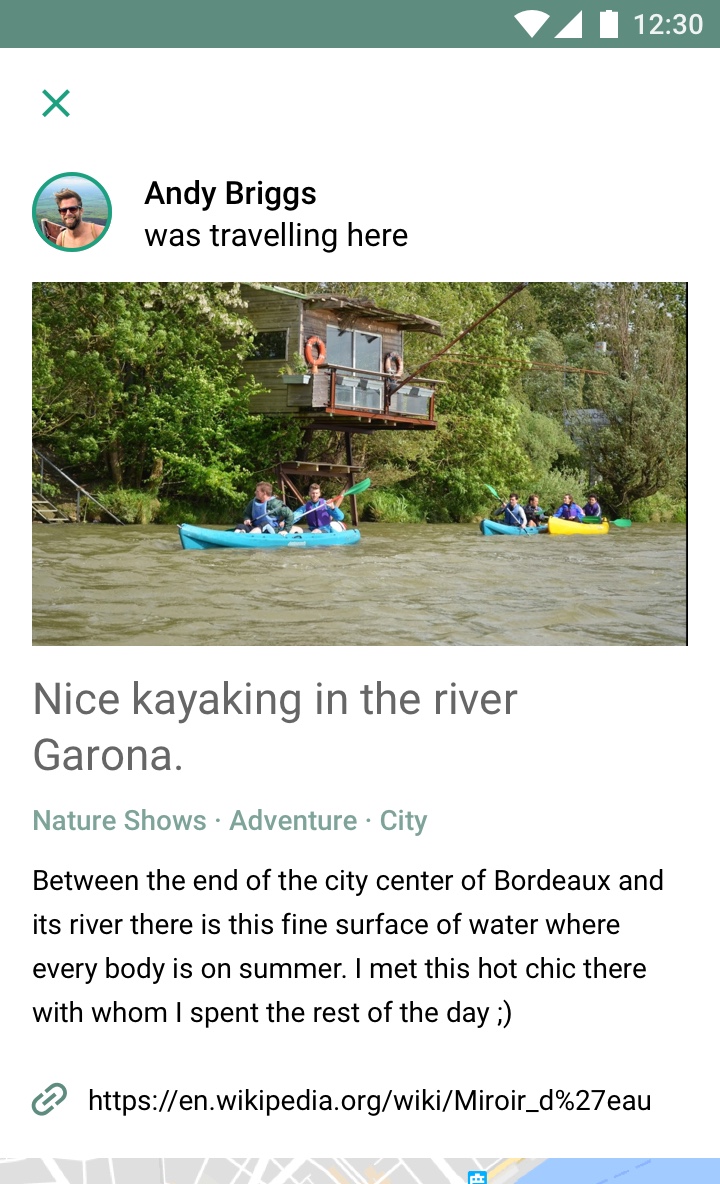 12:30
Andy Briggs
was travelling here
Nice kayaking in the river
Garona.
Nature Shows · Adventure · City
Between the end of the city center of Bordeaux and
its river there is this fine surface of water where
every body is on summer. I met this hot chic there
with whom I spent the rest of the day ;)
https://en.wikipedia.org/wiki/Miroir_d%27eau